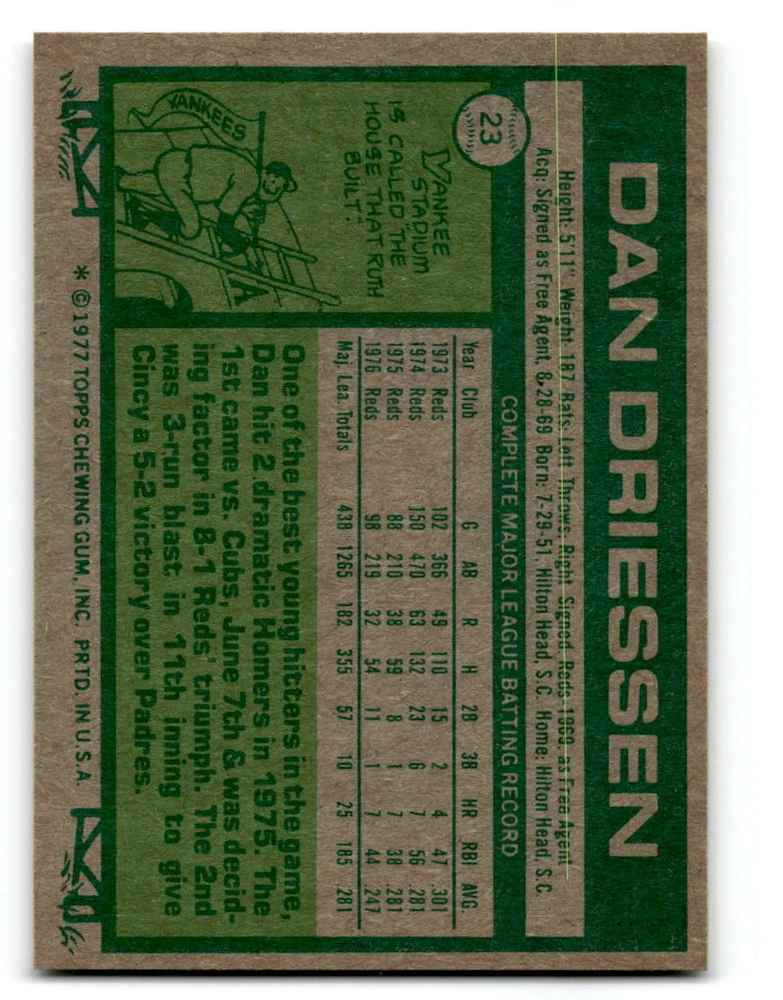 23
DAN DRIESSEN
Height: 5'11" Weight: 187 Bats: Left Throws: Right Signed: Reds-1969, as Free Agent
Acq: Signed as Free Agent, 8-28-69 Born: 7-29-51, Hilton Head, S.C. Home: Hilton Head, S.C.
COMPLETE MAJOR LEAGUE BATTING RECORD
Year Club G AB R H 2B 3B HR RBI AVG.
1973 Reds 102 366 49 110 15 2 4 47 .301
1974 Reds 150 470 63 132 23 6 7 56 .281
1975 Reds 88 210 38 59 8 1 7 38 .281
1976 Reds 98 219 32 54 11 1 7 44 .247
Maj. Lea. Totals 438 1265 182 355 57 10 25 185 .281
YANKEE
STADIUM
IS CALLED "THE
HOUSE THAT RUTH
BUILT."
YANKEES
A
One of the best young hitters in the game,
Dan hit 2 dramatic Homers in 1975. The
1st came vs. Cubs, June 7th & was decid-
ing factor in 8-1 Reds' triumph. The 2nd
was 3-run blast in 11th inning to give
Cincy a 5-2 victory over Padres.
* © 1977 TOPPS CHEWING GUM, INC. PRTD. IN U.S.A.